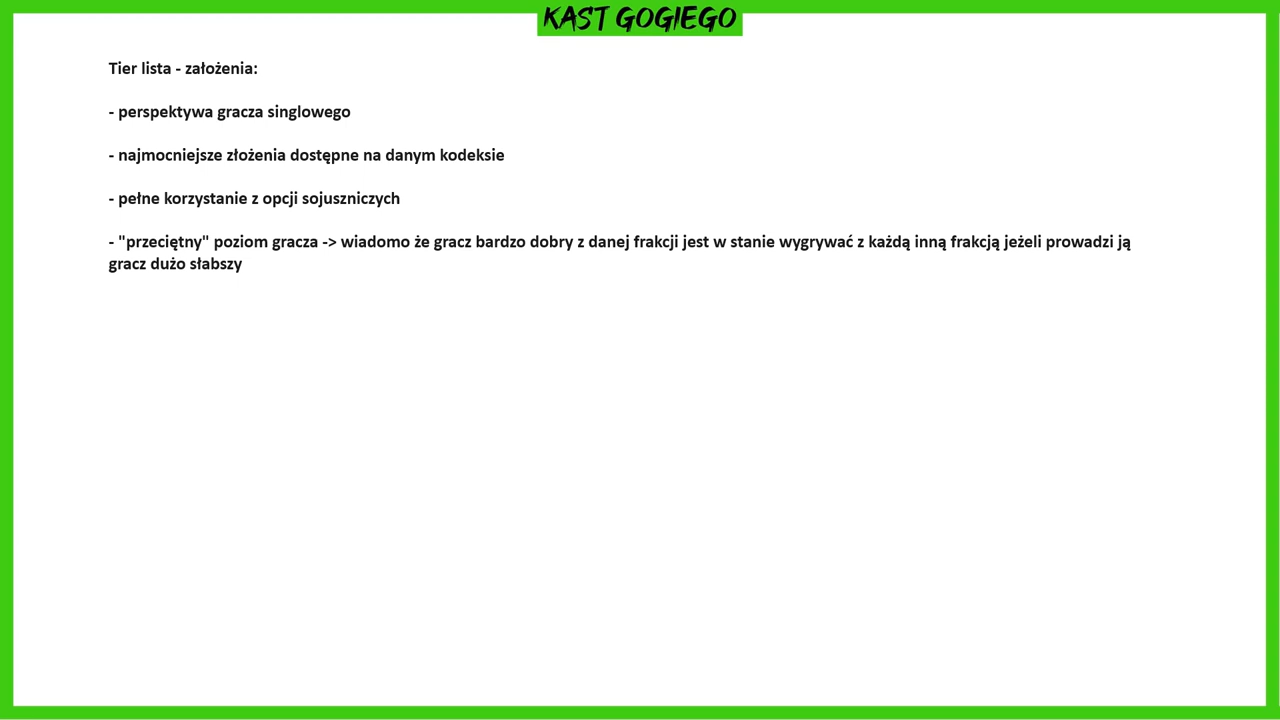 KAST GOGIEGO
Tier lista - założenia:
- perspektywa gracza singlowego
- najmocniejsze złożenia dostępne na danym kodeksie
- pełne korzystanie z opcji sojuszniczych
- "przeciętny" poziom gracza -> wiadomo że gracz bardzo dobry z danej frakcji jest w stanie wygrywać z każdą inną frakcją jeżeli prowadzi ją
gracz dużo słabszy